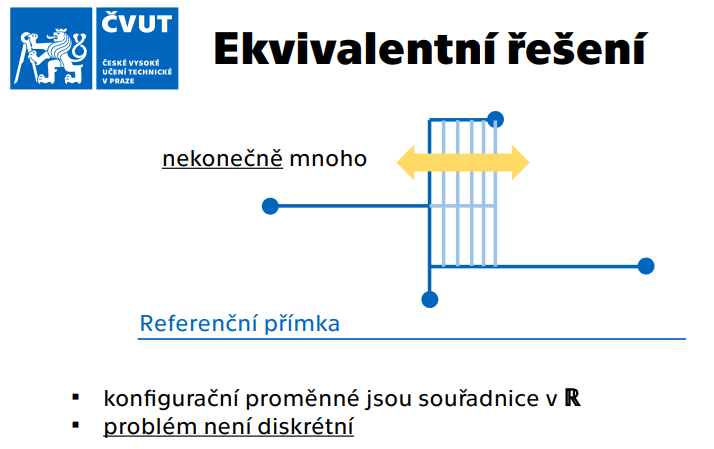 ČVUT
ČESKÉ VYSOKÉ
UČENÍ TECHNICKÉ
V PRAZE
Ekvivalentní řešení
nekonečně mnoho
Referenční přímka
▪ konfigurační proměnné jsou souřadnice v ℝ
▪ problém není diskrétní